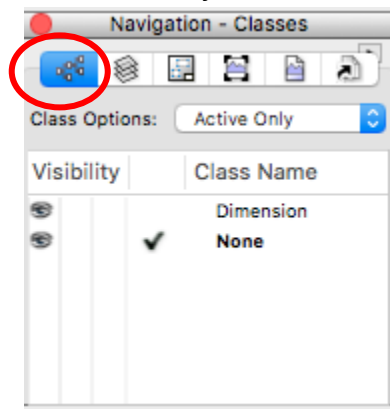 Navigation - Classes
Class Options: Active Only
Visibility Class Name
Dimension
None